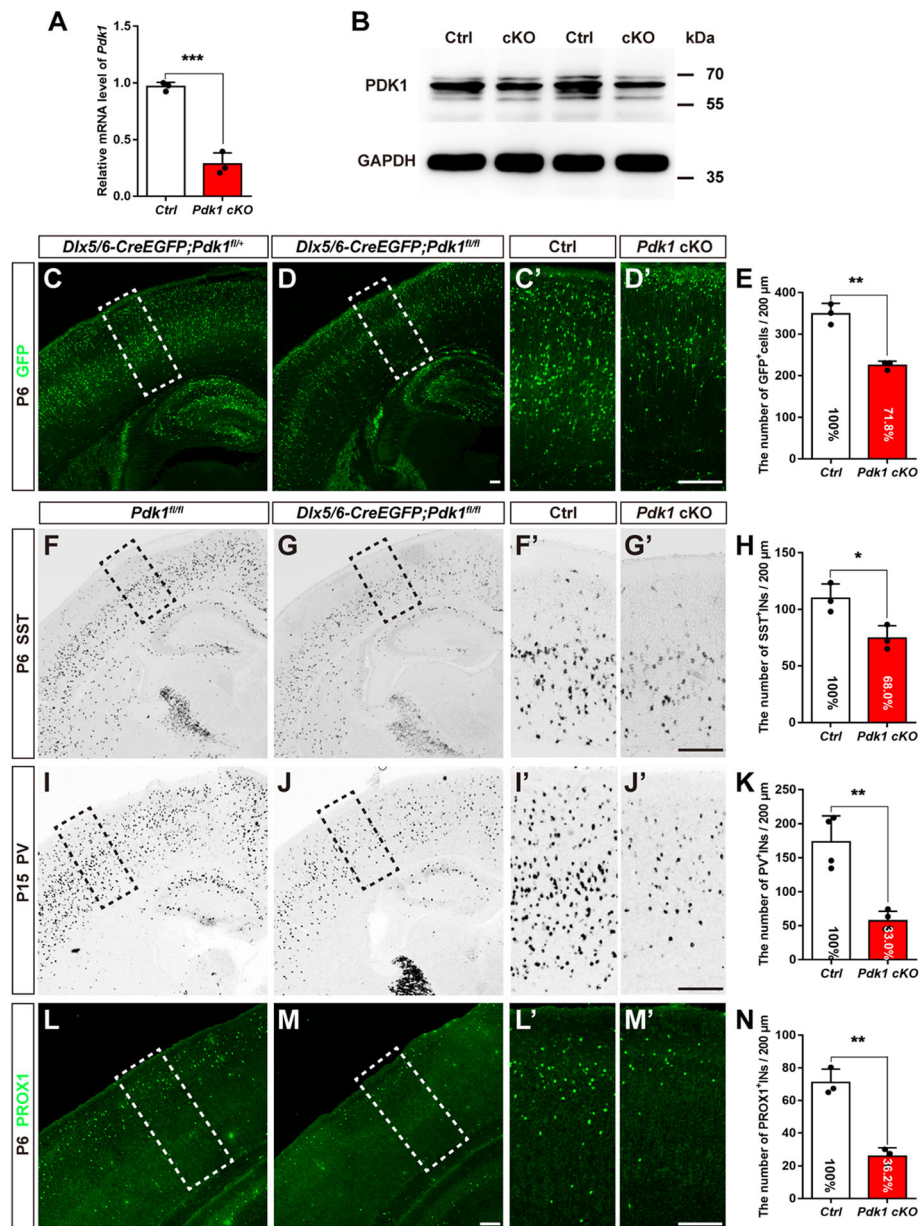 A
Relative mRNA level of Pdk1
1.5
1.0
0.5
0.0
***
Ctrl
Pdk1 cKO
B
Ctrl cKO Ctrl cKO kDa
PDK1
70
55
GAPDH
35
Dlx5/6-CreEGFP;Pdk1fl/+
Dlx5/6-CreEGFP;Pdk1fl/fl
Ctrl
Pdk1 cKO
P6 GFP
C
D
C'
D'
E
The number of GFP+cells / 200 μm
400
300
200
100
0
**
100%
71.8%
Ctrl
Pdk1 cKO
Pdk1fl/fl
Dlx5/6-CreEGFP;Pdk1fl/fl
Ctrl
Pdk1 cKO
P6 SST
F
G
F'
G'
H
The number of SST+INs / 200 μm
150
100
50
0
*
100%
68.0%
Ctrl
Pdk1 cKO
P15 PV
I
J
I'
J'
K
The number of PV+INs / 200 μm
250
200
150
100
50
0
**
100%
33.0%
Ctrl
Pdk1 cKO
P6 PROX1
L
M
L'
M'
N
The number of PROX1+INs / 200 μm
100
80
60
40
20
0
**
100%
36.2%
Ctrl
Pdk1 cKO